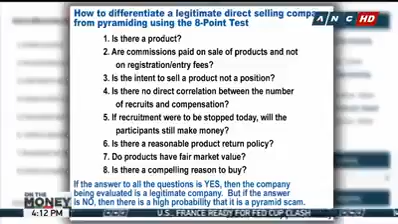 How to differentiate a legitimate direct selling compa
from pyramiding using the 8-Point Test
ANC HD
1. Is there a product?
2. Are commissions paid on sale of products and not
on registration/entry fees?
3. Is the intent to sell a product not a position?
4. Is there no direct correlation between the number
of recruits and compensation?
5. If recruitment were to be stopped today, will the
participants still make money?
6. Is there a reasonable product return policy?
7. Do products have fair market value?
8. Is there a compelling reason to buy?
If the answer to all the questions is YES, then the company
being evaluated is a legitimate company. But if the answer
is NO, then there is a high probability that it is a pyramid scam.
ON THE
MONEY
4:12 PM
U.S., FRANCE READY FOR FED CUP CLASH